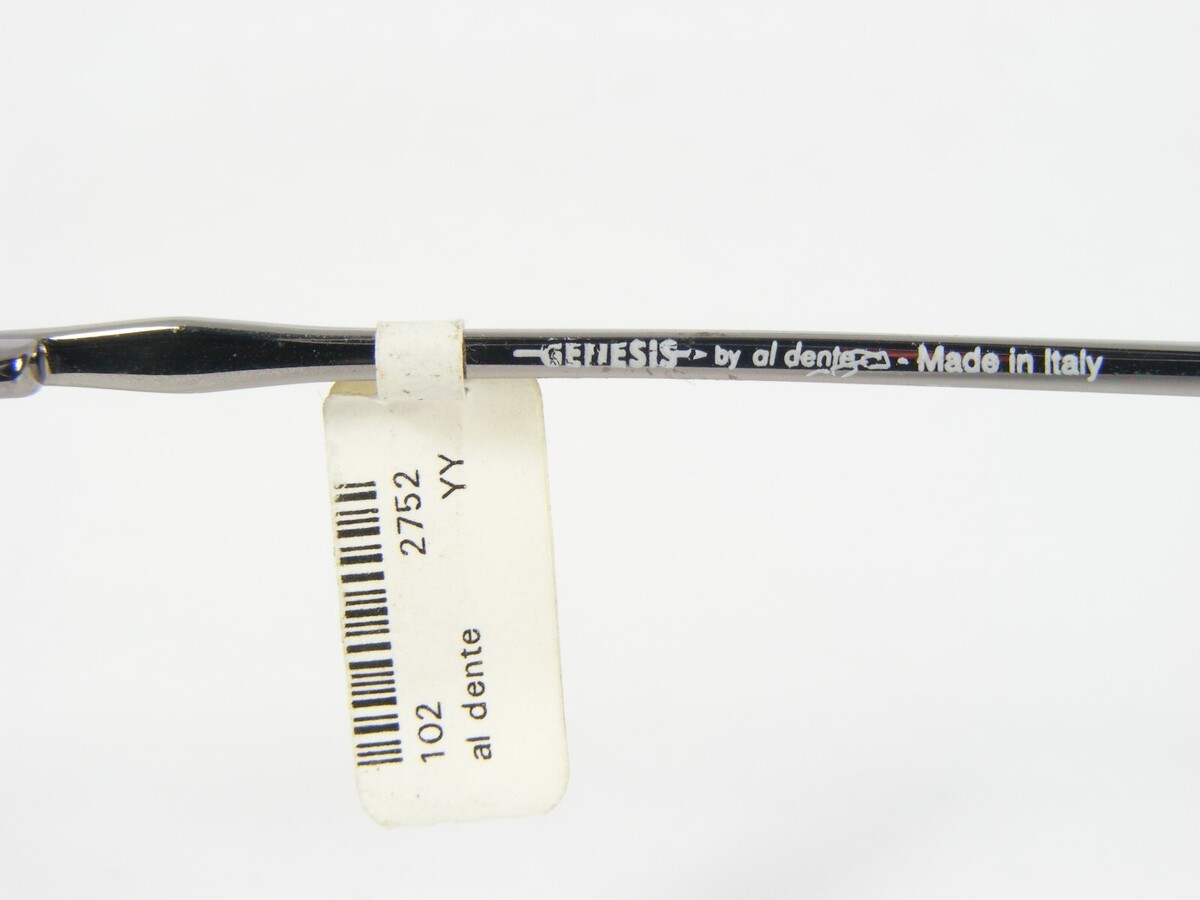 GENESIS by al dente - Made in Italy
2752
YY
102
al dente